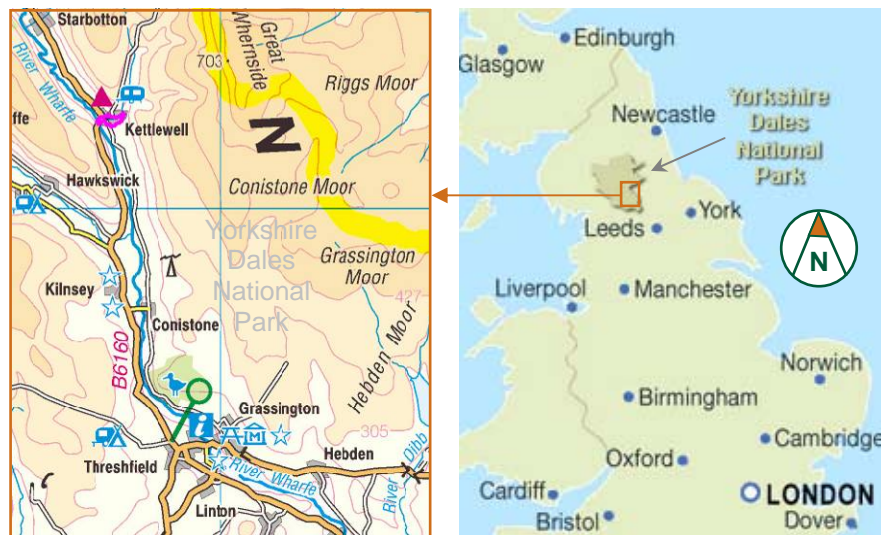 Starbotton
River Wharfe
Great
Whernside
703
Riggs Moor
ffe
Kettlewell
N
Hawkswick
Conistone Moor
Yorkshire
Dales
National
Park
Grassington
Moor
Kilnsey
427
Conistone
B6160
Hebden Moor
Grassington
305
i
M
Threshfield
Hebden
River Wharfe
River Dibb
Linton
Edinburgh
Glasgow
Newcastle
Yorkshire
Dales
National
Park
York
Leeds
N
Liverpool
Manchester
Norwich
Birmingham
Cambridge
Oxford
Cardiff
LONDON
Bristol
Dover